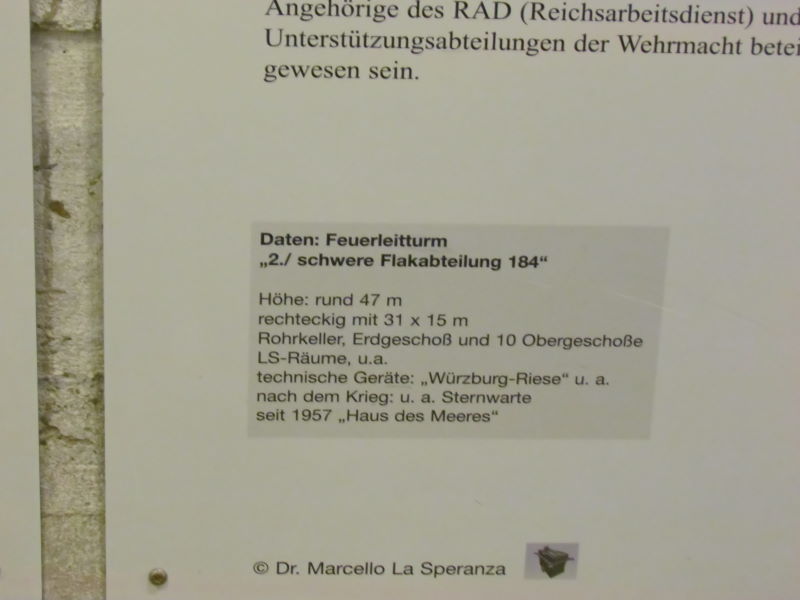 Angehörige des RAD (Reichsarbeitsdienst) und
Unterstützungsabteilungen der Wehrmacht betei
gewesen sein.
Daten: Feuerleitturm
„2./ schwere Flakabteilung 184“
Höhe: rund 47 m
rechteckig mit 31 x 15 m
Rohrkeller, Erdgeschoß und 10 Obergeschoße
LS-Räume, u.a.
technische Geräte: „Würzburg-Riese“ u. a.
nach dem Krieg: u. a. Sternwarte
seit 1957 „Haus des Meeres“
© Dr. Marcello La Speranza